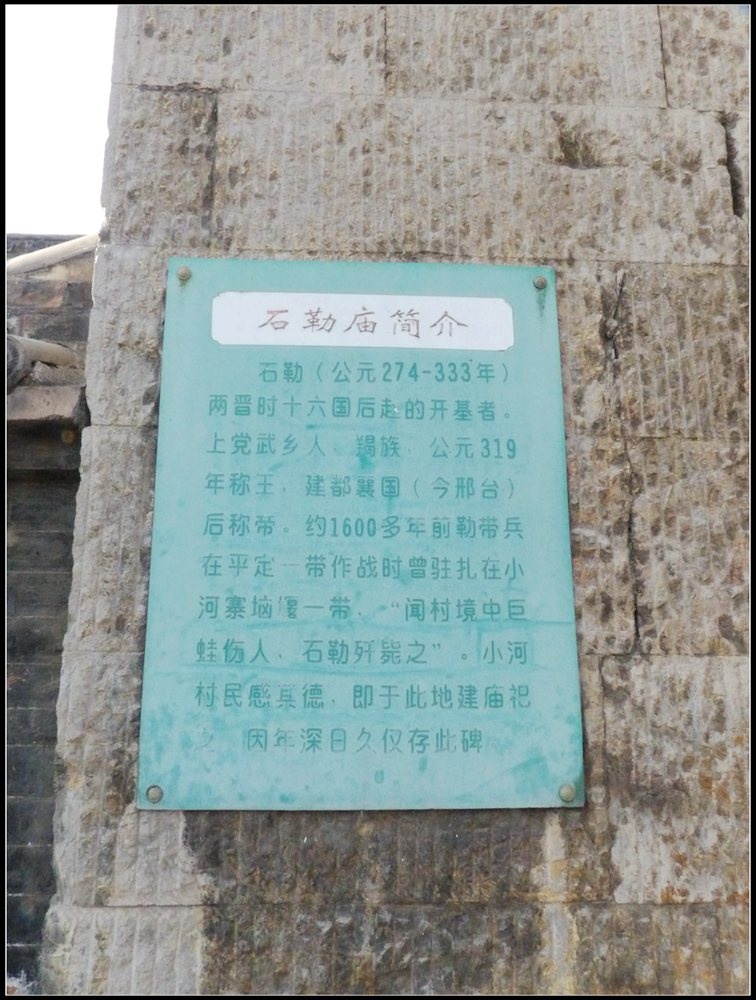 石勒庙简介
石勒（公元274-333年）
两晋时十六国后赵的开基者。
上党武乡人，羯族，公元319
年称王，建都襄国（今邢台）
后称帝。约1600多年前勒带兵
在平定一带作战时曾驻扎在小
河寨垴堰一带，“闻村境中巨
蛙伤人，石勒歼毙之”。小河
村民感其德，即于此地建庙祀
之，因年深日久仅存此碑